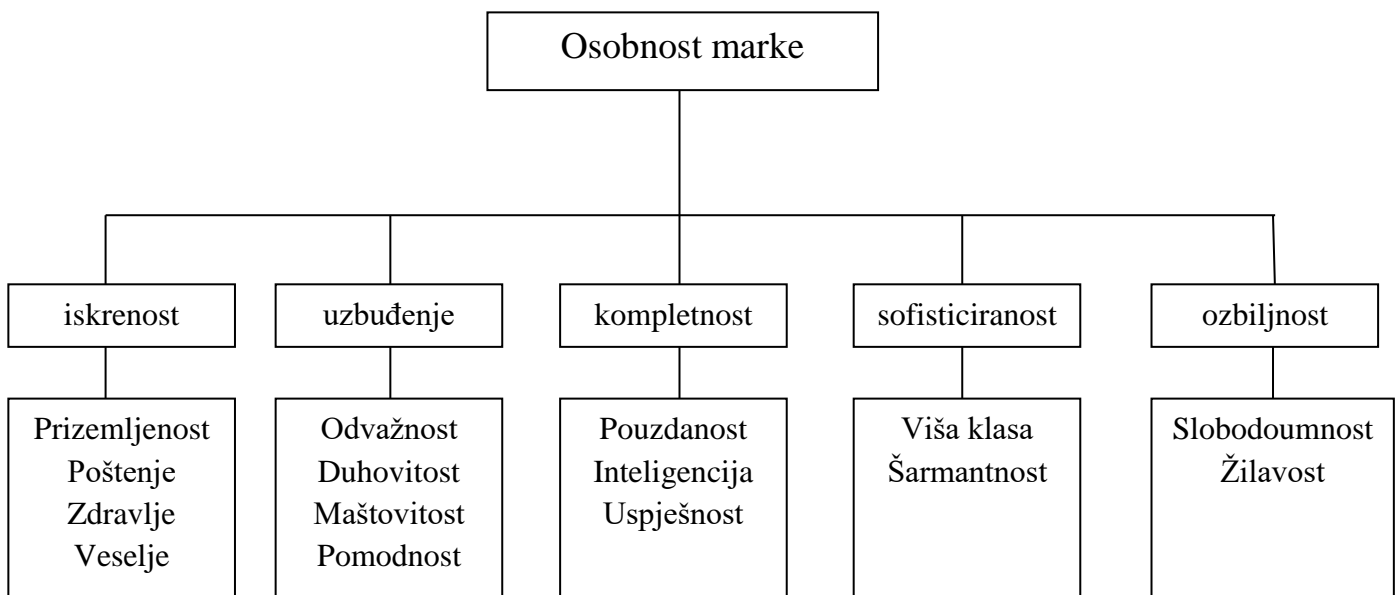 Osobnost marke
iskrenost
uzbuđenje
kompletnost
sofisticiranost
ozbiljnost
Prizemljenost
Poštenje
Zdravlje
Veselje
Odvažnost
Duhovitost
Maštovitost
Pomodnost
Pouzdanost
Inteligencija
Uspješnost
Viša klasa
Šarmantnost
Slobodoumnost
Žilavost